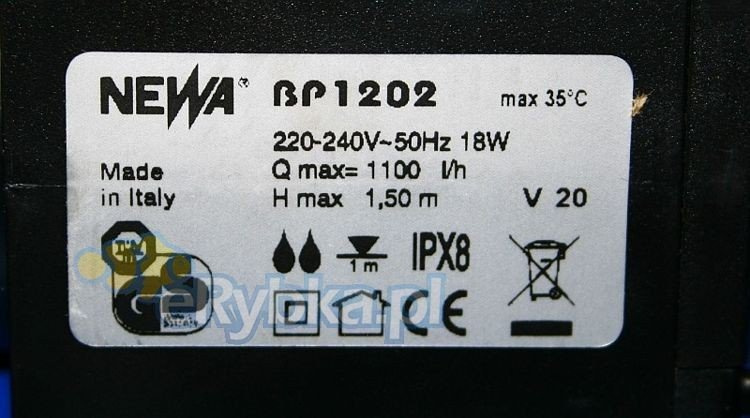 NEWA® BP1202 max 35°C
220-240V~50Hz 18W
Made Q max= 1100 l/h
in Italy H max 1,50 m V 20
1 m IPX8
CE
eRybka.pl